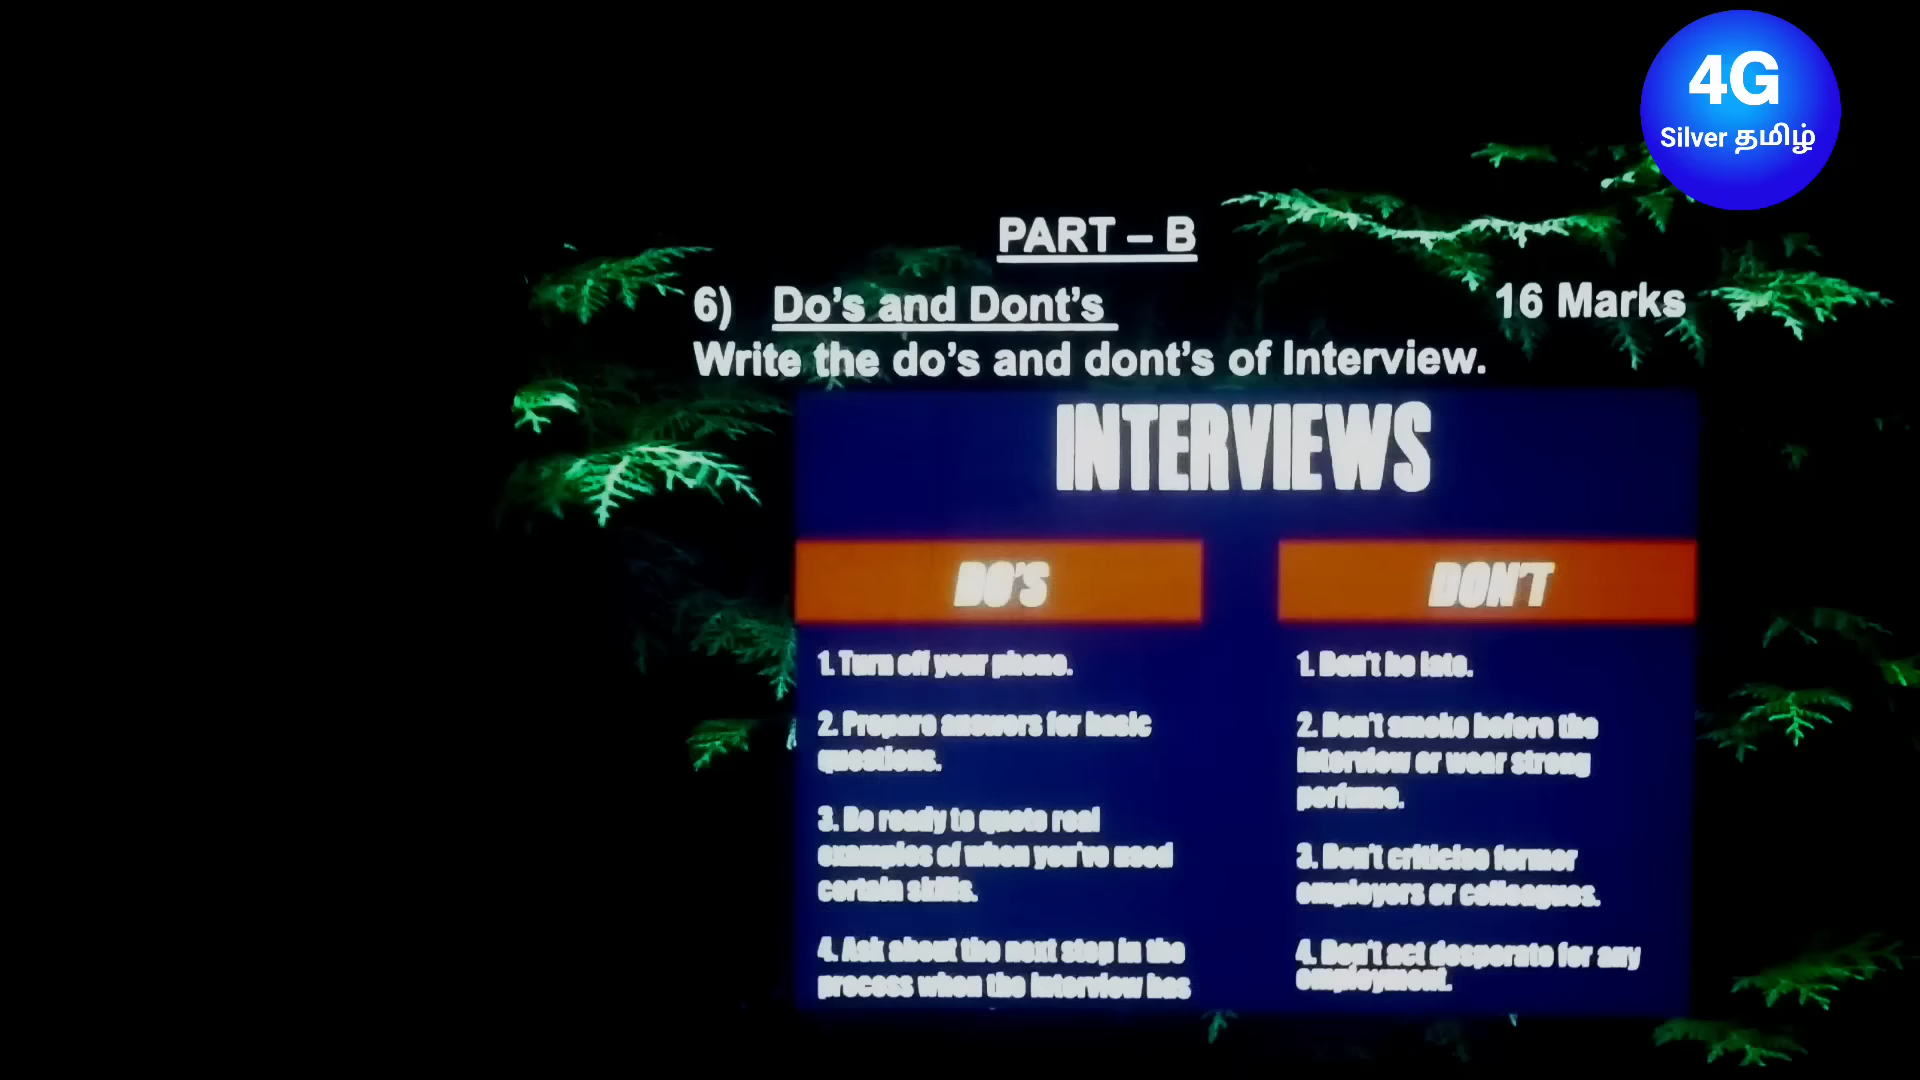 4G
Silver தமிழ்
PART – B
6) Do's and Dont's 16 Marks
Write the do's and dont's of Interview.
INTERVIEWS
DO'S
DON'T
1. Turn off your phone.
2. Prepare answers for basic
questions.
3. Be ready to quote real
examples of when you've used
certain skills.
4. Ask about the next step in the
process when the interview has
1. Don't be late.
2. Don't smoke before the
interview or wear strong
perfume.
3. Don't criticise former
employers or colleagues.
4. Don't act desperate for any
employment.